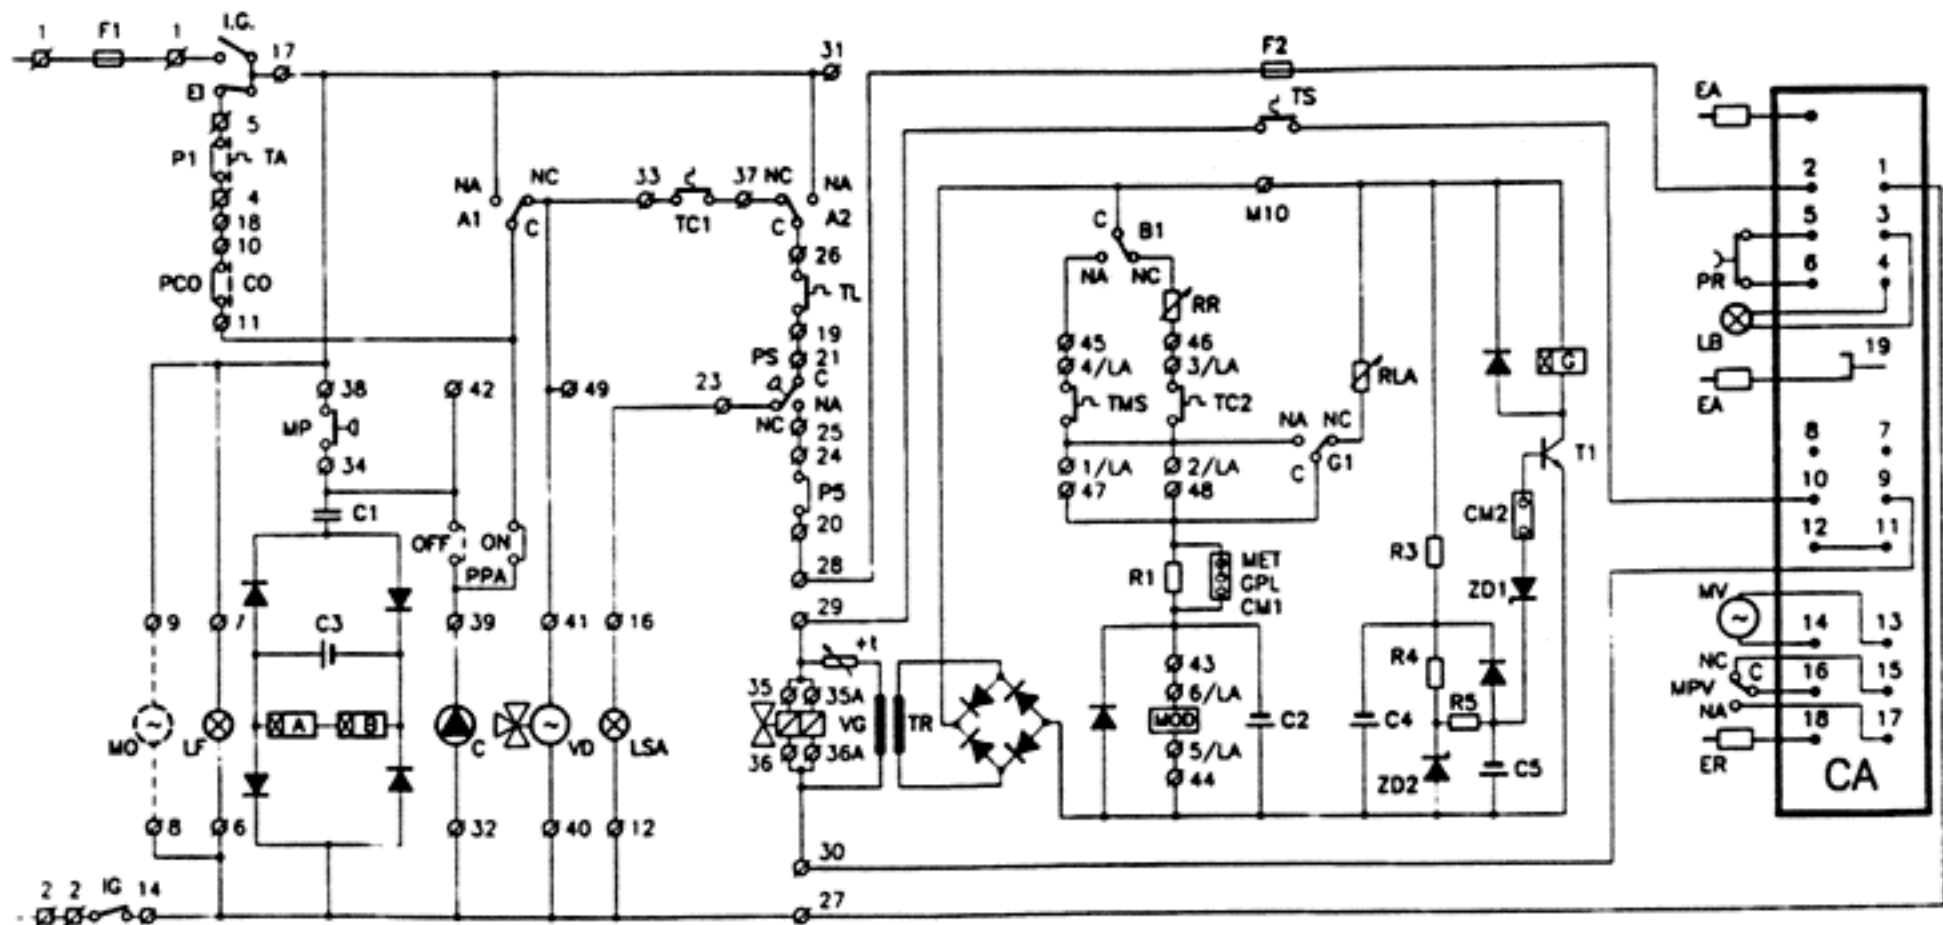 1 F1 1 I.G. 17 31 F2
EI 5 TS EA
P1 TA
4 NA NC 33 37 NC NA 2 1
A1 C TC1 C A2 M10
18
10 C B1 5 3
26 NA NC
PCO CO TL RR PR 6 4
11 19 45 46 LB
PS 21 4/LA 3/LA RLA G 19
38 42 49 23 C EA
NA TMS TC2
MP NC 25 NA NC 8 7
34 24 1/LA 2/LA C G1 T1
P5 47 48 10 9
C1 CM2
OFF ON 20 12 11
PPA 28 R1 MET R3
GPL
CM1 ZD1 MV
9 7 C3 39 41 16 29 14 13
+t 43 R4 NC 16 15
35 35A 6/LA R5 MPV C
MO LF A B C VD LSA VG TR MOD C2 C4 NA 18 17
36 36A 5/LA ER
44 ZD2 C5 CA
8 6 32 40 12
30
2 2 IG 14 27